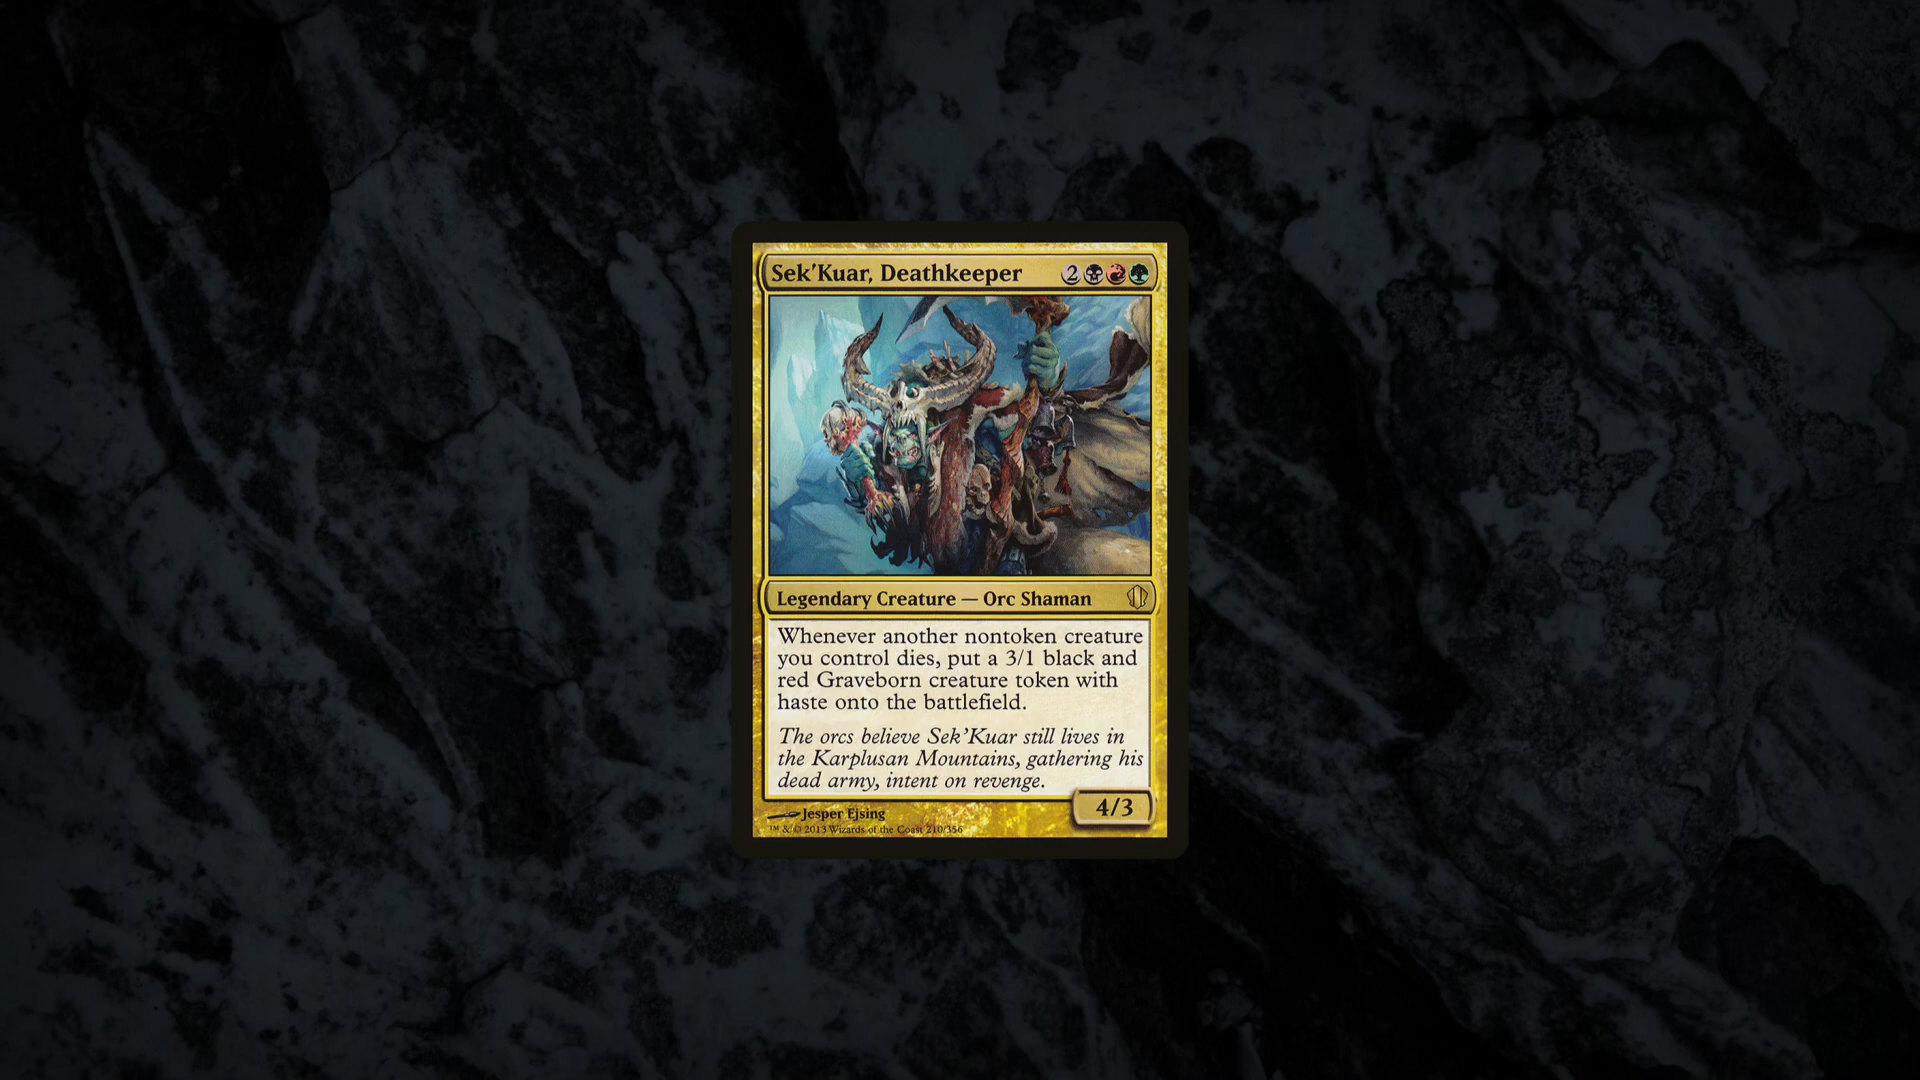 Sek'Kuar, Deathkeeper 2
Legendary Creature — Orc Shaman
Whenever another nontoken creature
you control dies, put a 3/1 black and
red Graveborn creature token with
haste onto the battlefield.
The orcs believe Sek'Kuar still lives in
the Karplusan Mountains, gathering his
dead army, intent on revenge.
4/3
Jesper Ejsing
™ & © 2013 Wizards of the Coast 210/356